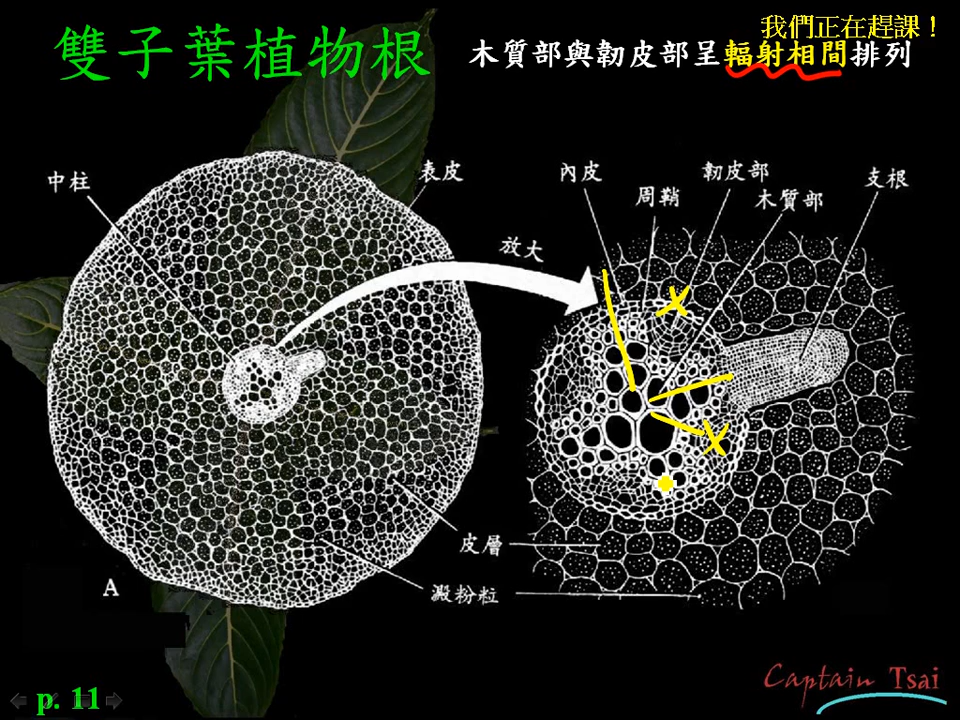 我們正在趕課！
雙子葉植物根
木質部與韌皮部呈輻射相間排列
中柱
表皮
內皮
周鞘
韌皮部
木質部
支根
放大
皮層
澱粉粒
A
p. 11
Captain Tsai